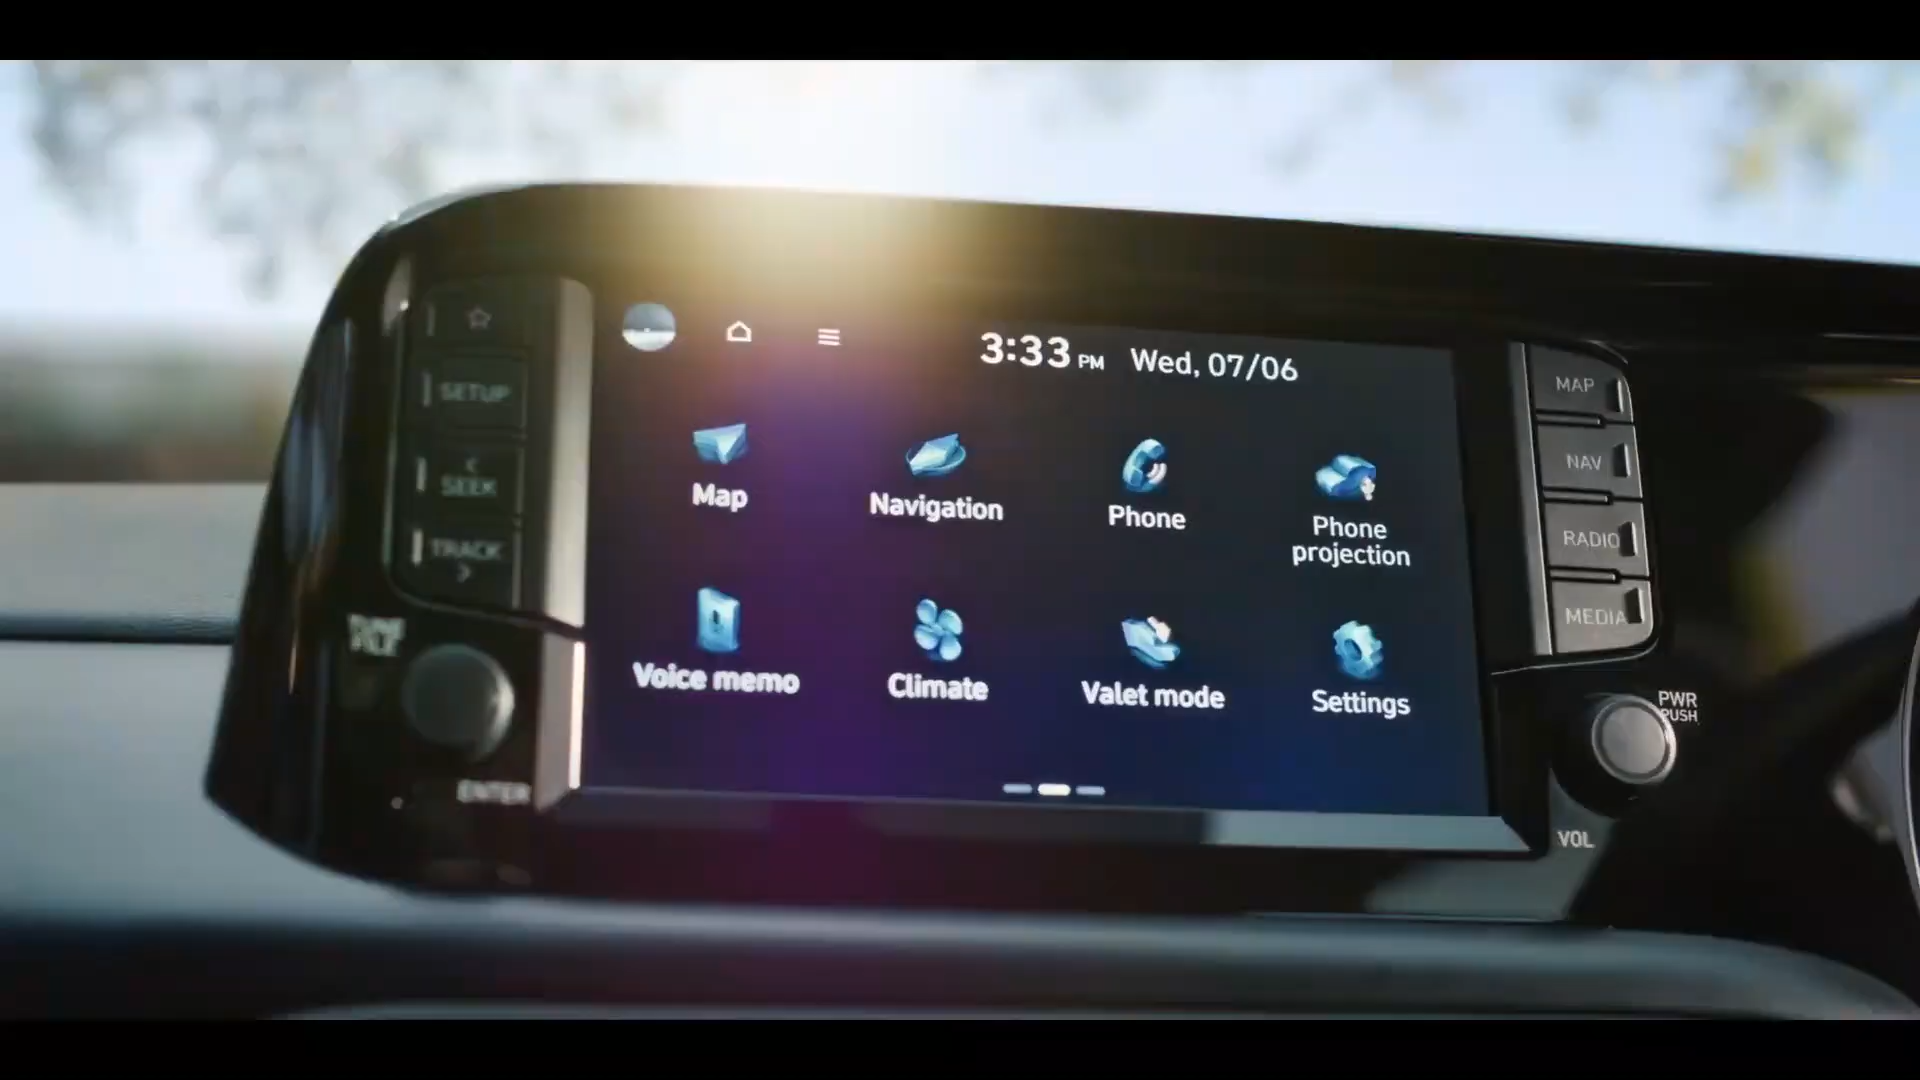 3:33 PM Wed, 07/06
SETUP
SEEK
TRACK
ENTER
Map
Navigation
Phone
Phone
projection
Voice memo
Climate
Valet mode
Settings
MAP
NAV
RADIO
MEDIA
PWR
PUSH
VOL